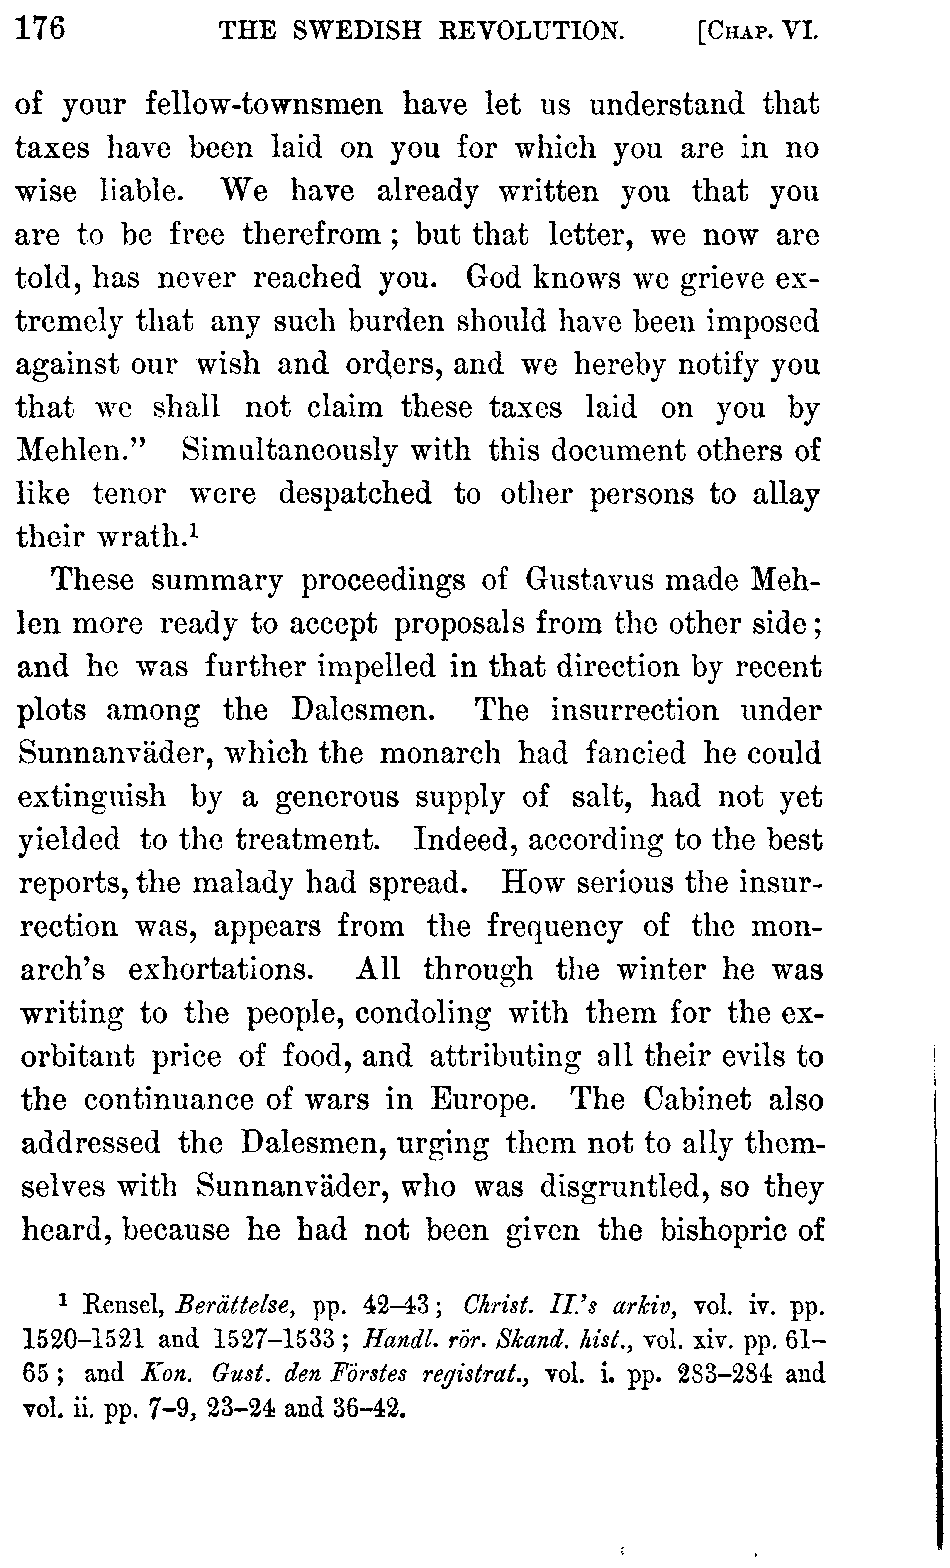 176 THE SWEDISH REVOLUTION. [CHAP. VI.
of your fellow-townsmen have let us understand that
taxes have been laid on you for which you are in no
wise liable. We have already written you that you
are to be free therefrom; but that letter, we now are
told, has never reached you. God knows we grieve ex-
tremely that any such burden should have been imposed
against our wish and orders, and we hereby notify you
that we shall not claim these taxes laid on you by
Mehlen." Simultaneously with this document others of
like tenor were despatched to other persons to allay
their wrath.¹
These summary proceedings of Gustavus made Meh-
len more ready to accept proposals from the other side;
and he was further impelled in that direction by recent
plots among the Dalesmen. The insurrection under
Sunnanväder, which the monarch had fancied he could
extinguish by a generous supply of salt, had not yet
yielded to the treatment. Indeed, according to the best
reports, the malady had spread. How serious the insur-
rection was, appears from the frequency of the mon-
arch's exhortations. All through the winter he was
writing to the people, condoling with them for the ex-
orbitant price of food, and attributing all their evils to
the continuance of wars in Europe. The Cabinet also
addressed the Dalesmen, urging them not to ally them-
selves with Sunnanväder, who was disgruntled, so they
heard, because he had not been given the bishopric of
¹ Rensel, Berättelse, pp. 42–43; Christ. II.'s arkiv, vol. iv. pp.
1520–1521 and 1527–1533; Handl. rör. Skand. hist., vol. xiv. pp. 61–
65; and Kon. Gust. den Förstes registrat., vol. i. pp. 283–284 and
vol. ii. pp. 7–9, 23–24 and 36–42.